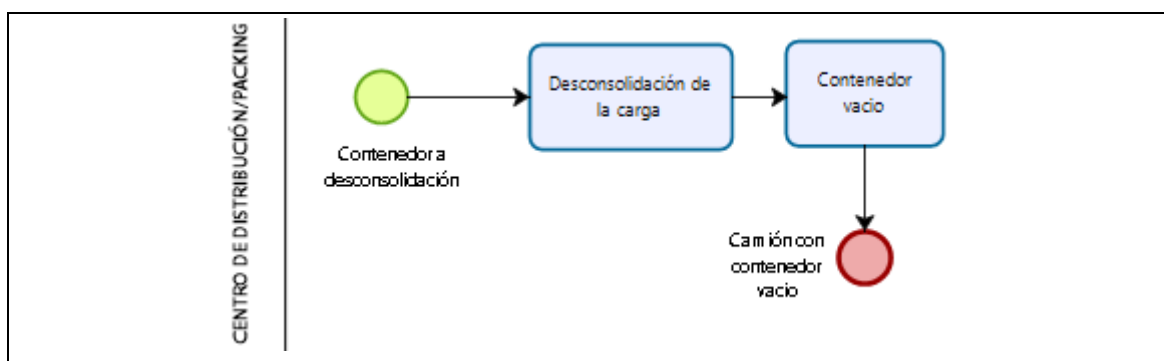 CENTRO DE DISTRIBUCIÓN/PACKING
Contenedor a
desconsolidación
Desconsolidación de
la carga
Contenedor
vacio
Camión con
contenedor
vacio